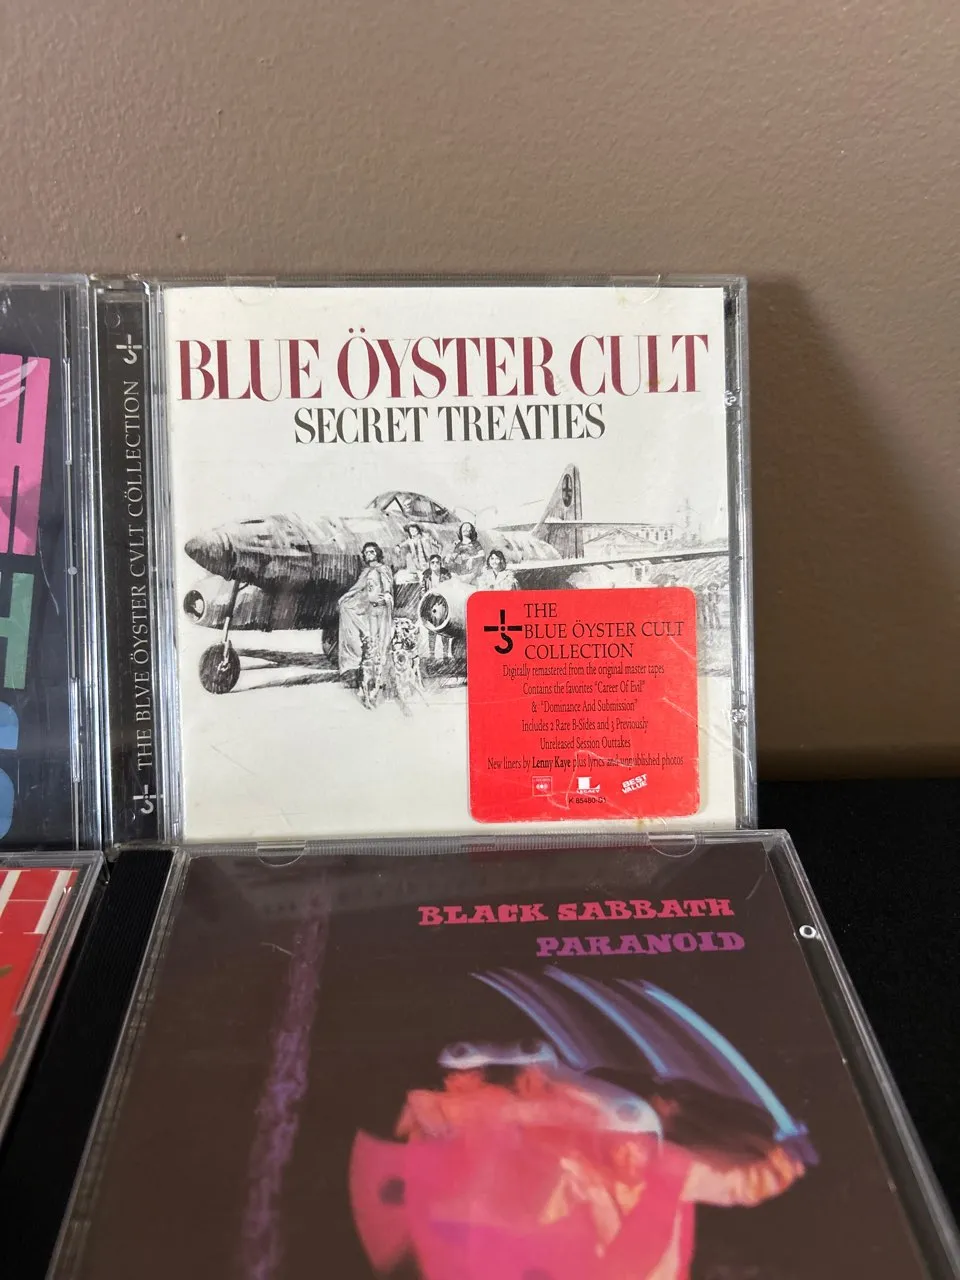 BLUE ÖYSTER CULT
SECRET TREATIES
THE BLVE ÖYSTER CVLT CÖLLECTION
THE
BLUE ÖYSTER CULT
COLLECTION
Digitally remastered from the original master tapes
Contains the favorites "Career Of Evil"
& "Dominance And Submission"
Includes 2 Rare B-Sides and 3 Previously
Unreleased Session Outtakes
New liners by Lenny Kaye plus lyrics and unpublished photos
LEGACY
BEST
VALUE
BLACK SABBATH
PARANOID